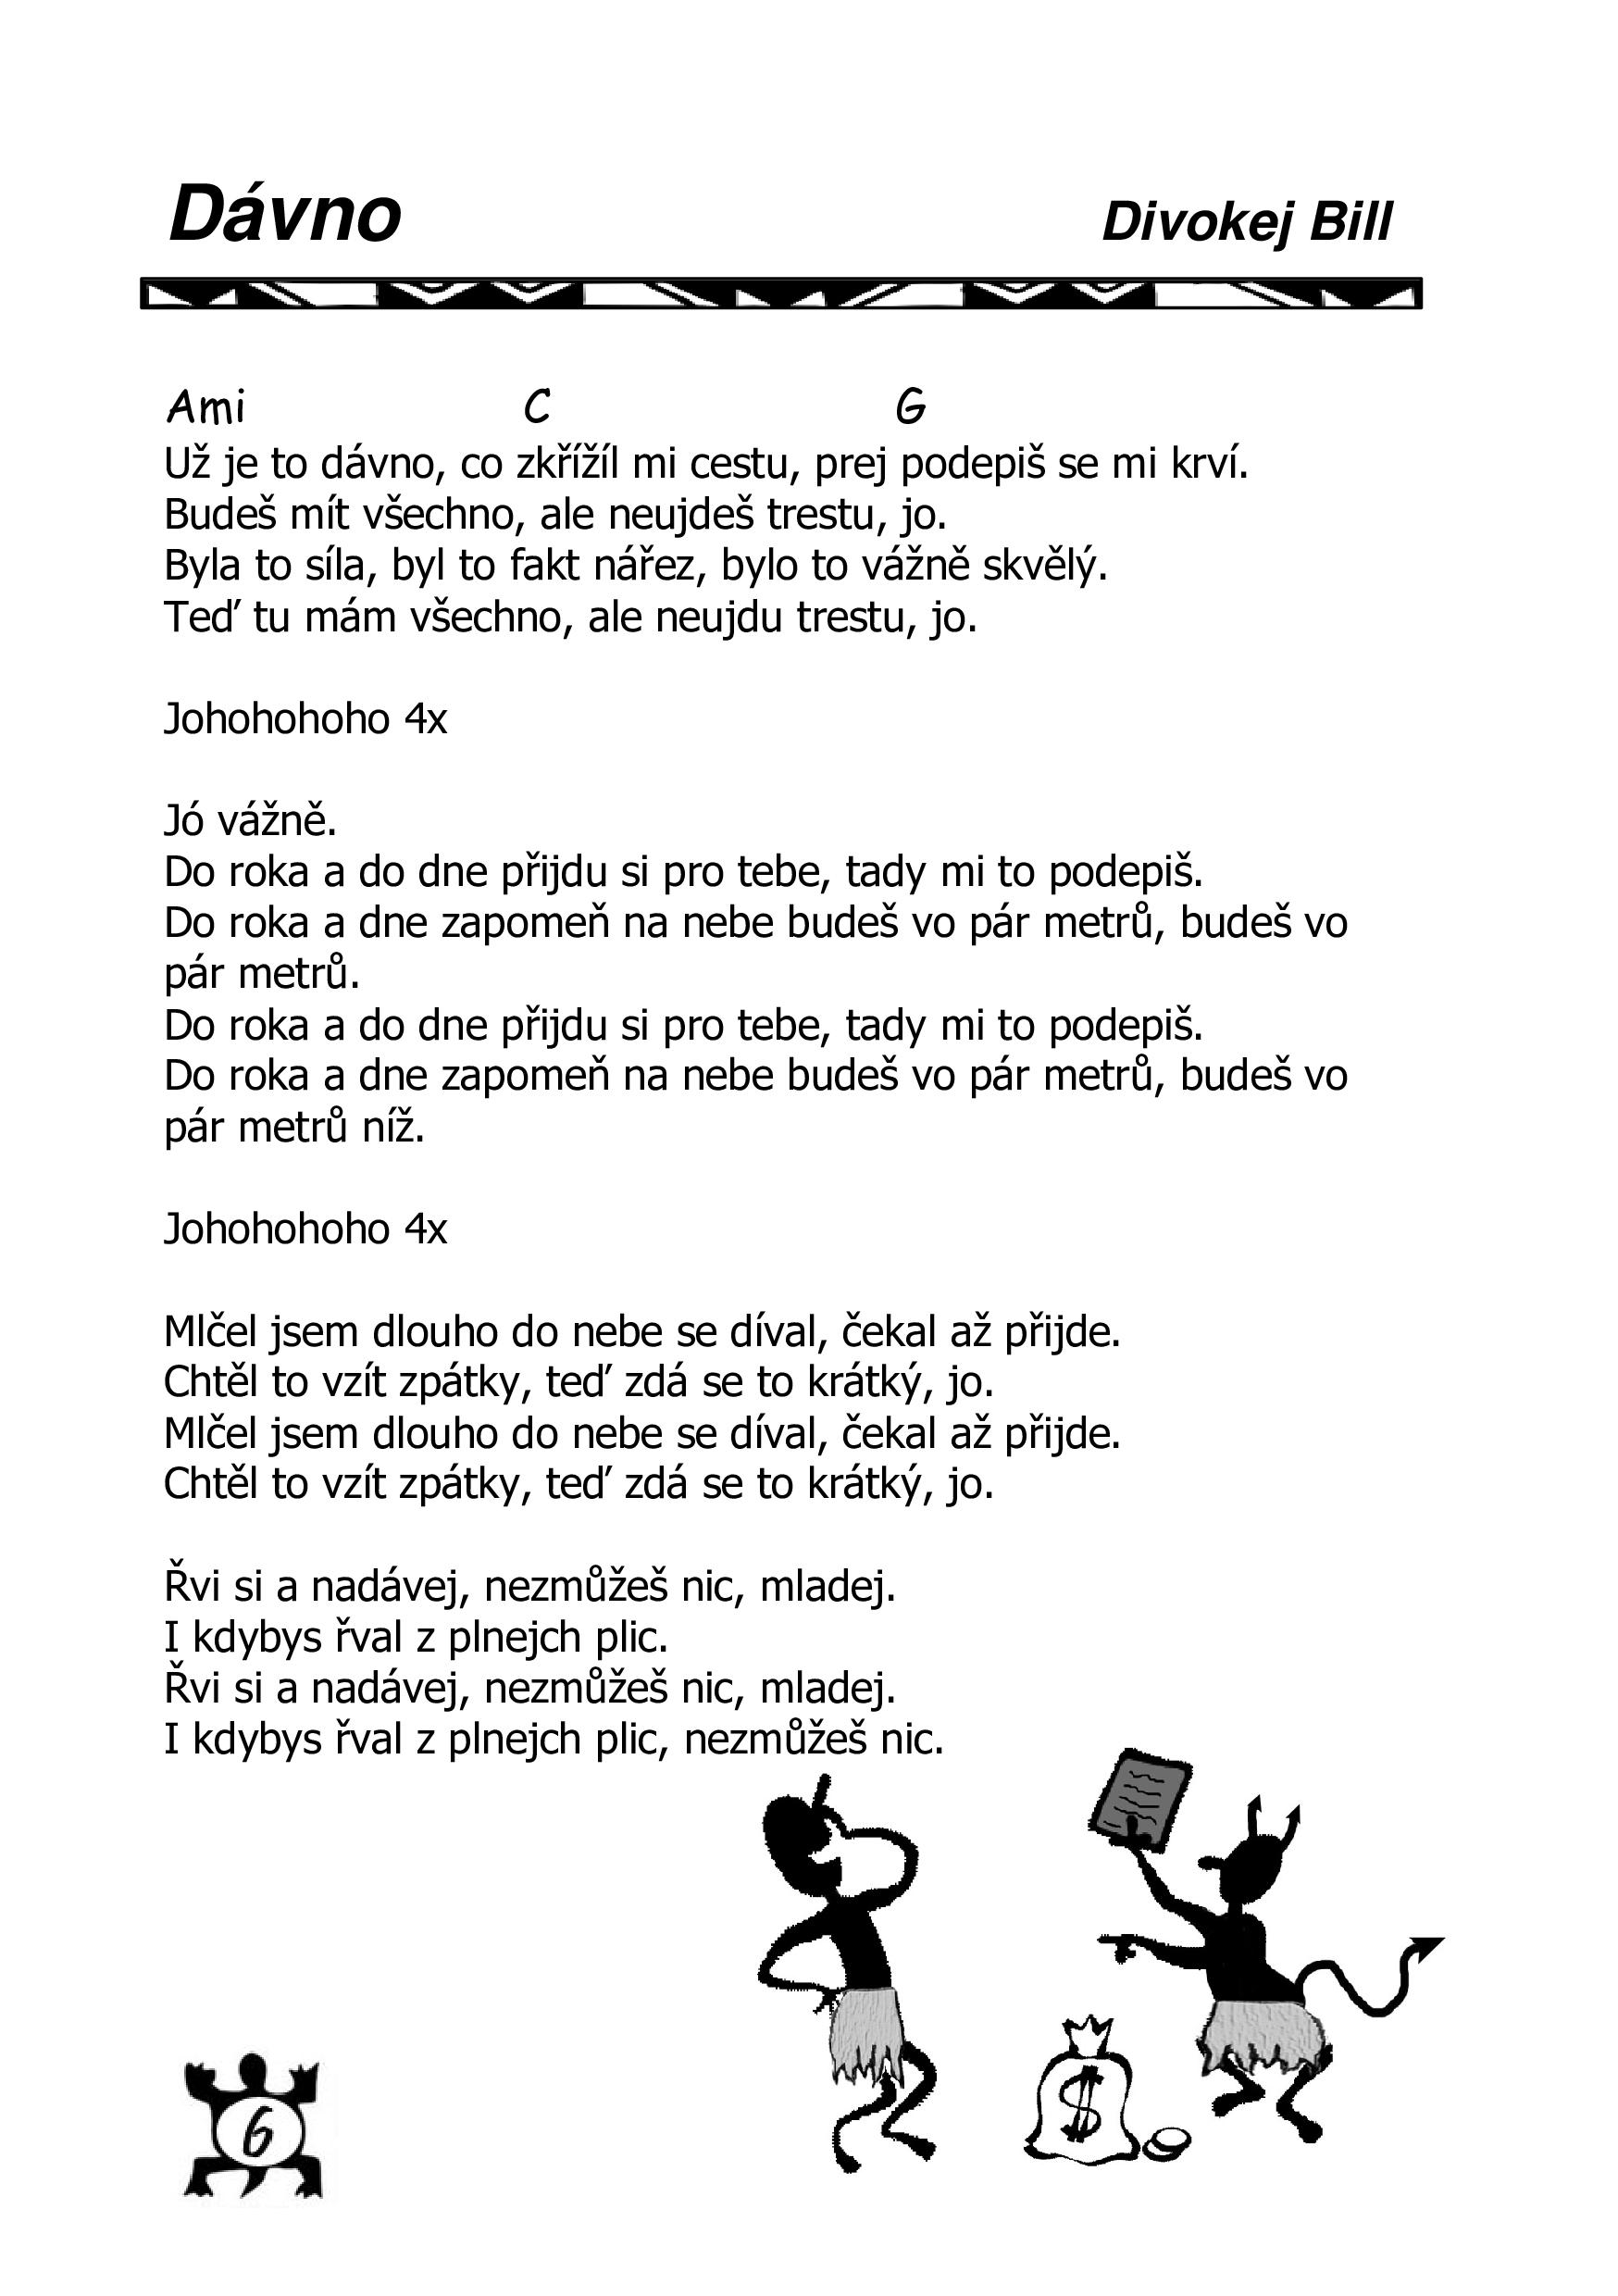 Dávno Divokej Bill
Ami C G
Už je to dávno, co zkřížíl mi cestu, prej podepiš se mi krví.
Budeš mít všechno, ale neujdeš trestu, jo.
Byla to síla, byl to fakt nářez, bylo to vážně skvělý.
Teď tu mám všechno, ale neujdu trestu, jo.
Johohohoho 4x
Jó vážně.
Do roka a do dne přijdu si pro tebe, tady mi to podepiš.
Do roka a dne zapomeň na nebe budeš vo pár metrů, budeš vo
pár metrů.
Do roka a do dne přijdu si pro tebe, tady mi to podepiš.
Do roka a dne zapomeň na nebe budeš vo pár metrů, budeš vo
pár metrů níž.
Johohohoho 4x
Mlčel jsem dlouho do nebe se díval, čekal až přijde.
Chtěl to vzít zpátky, teď zdá se to krátký, jo.
Mlčel jsem dlouho do nebe se díval, čekal až přijde.
Chtěl to vzít zpátky, teď zdá se to krátký, jo.
Řvi si a nadávej, nezmůžeš nic, mladej.
I kdybys řval z plnejch plic.
Řvi si a nadávej, nezmůžeš nic, mladej.
I kdybys řval z plnejch plic, nezmůžeš nic.
$
6